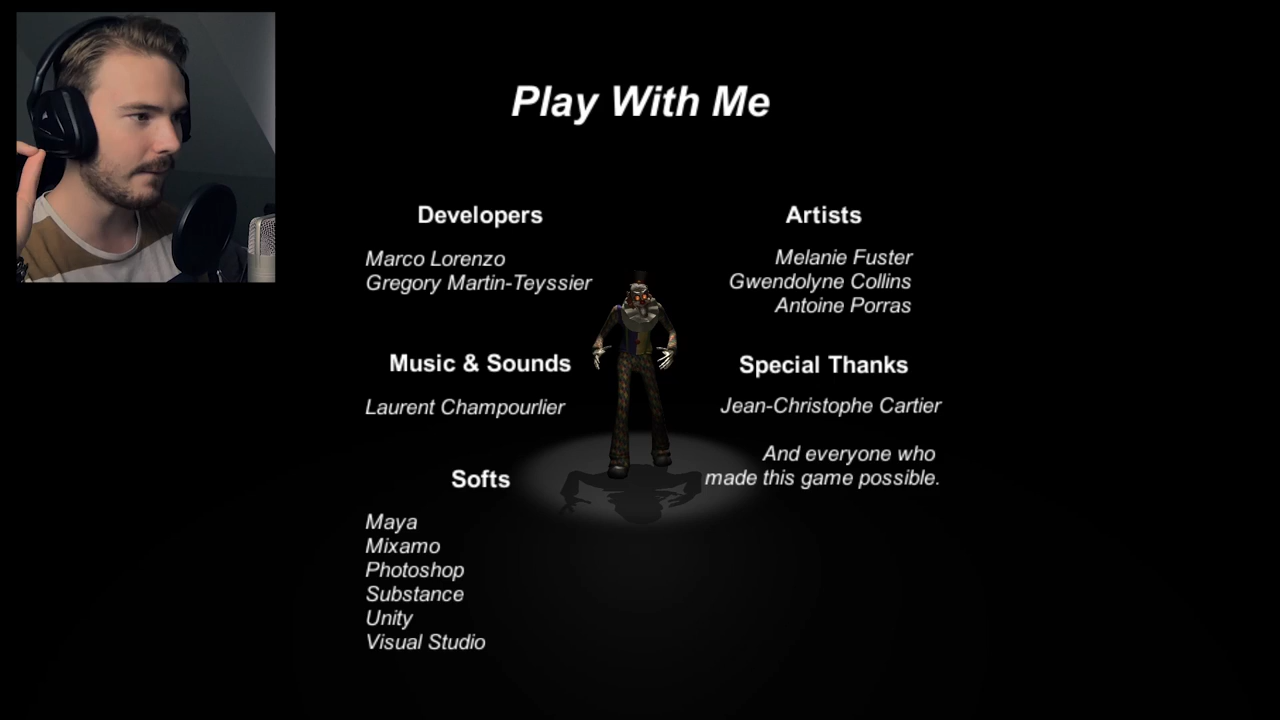 Play With Me
Developers
Marco Lorenzo
Gregory Martin-Teyssier
Artists
Melanie Fuster
Gwendolyne Collins
Antoine Porras
Music & Sounds
Laurent Champourlier
Special Thanks
Jean-Christophe Cartier
And everyone who
made this game possible.
Softs
Maya
Mixamo
Photoshop
Substance
Unity
Visual Studio